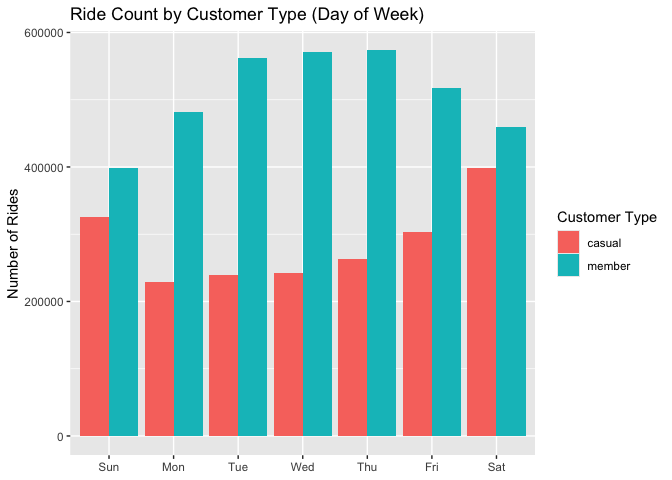 Ride Count by Customer Type (Day of Week)
600000
400000
200000
0
Number of Rides
Sun Mon Tue Wed Thu Fri Sat
Customer Type
casual
member